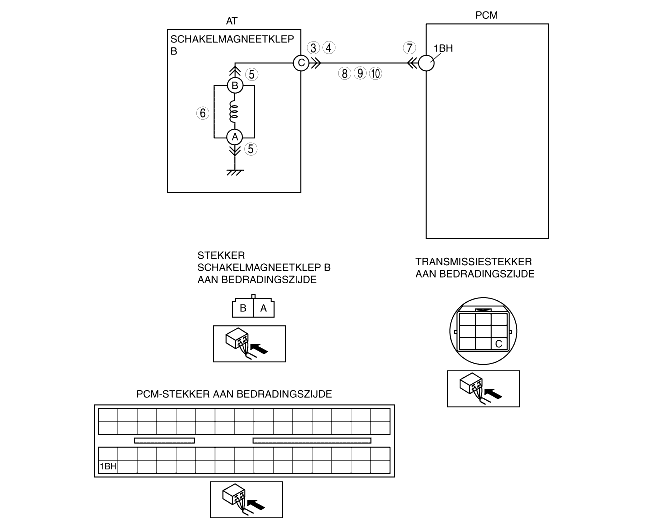 AT
PCM
SCHAKELMAGNEETKLEP
B
3 4
7
1BH
C
5
8 9 10
B
6
A
5
STEKKER
SCHAKELMAGNEETKLEP B
AAN BEDRADINGSZIJDE
B A
TRANSMISSIESTEKKER
AAN BEDRADINGSZIJDE
C
PCM-STEKKER AAN BEDRADINGSZIJDE
1BH